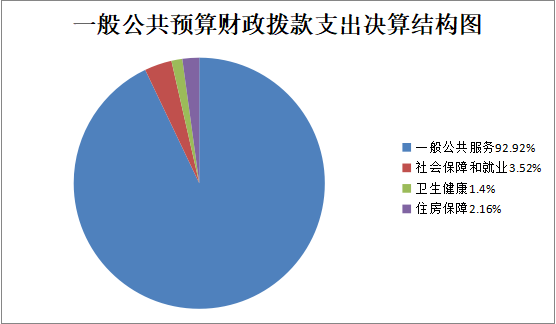 一般公共预算财政拨款支出决算结构图
一般公共服务92.92%
社会保障和就业3.52%
卫生健康1.4%
住房保障2.16%